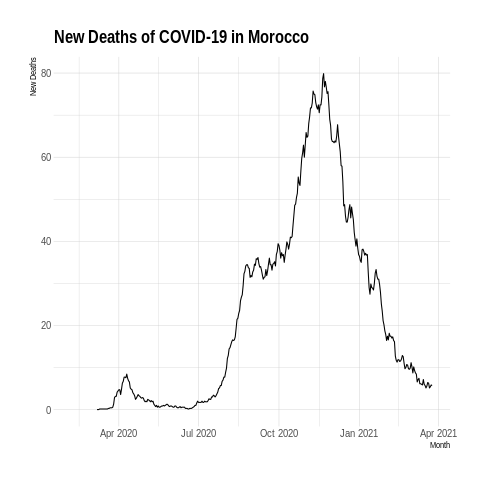 New Deaths of COVID-19 in Morocco
New Deaths
80
60
40
20
0
Apr 2020 Jul 2020 Oct 2020 Jan 2021 Apr 2021
Month